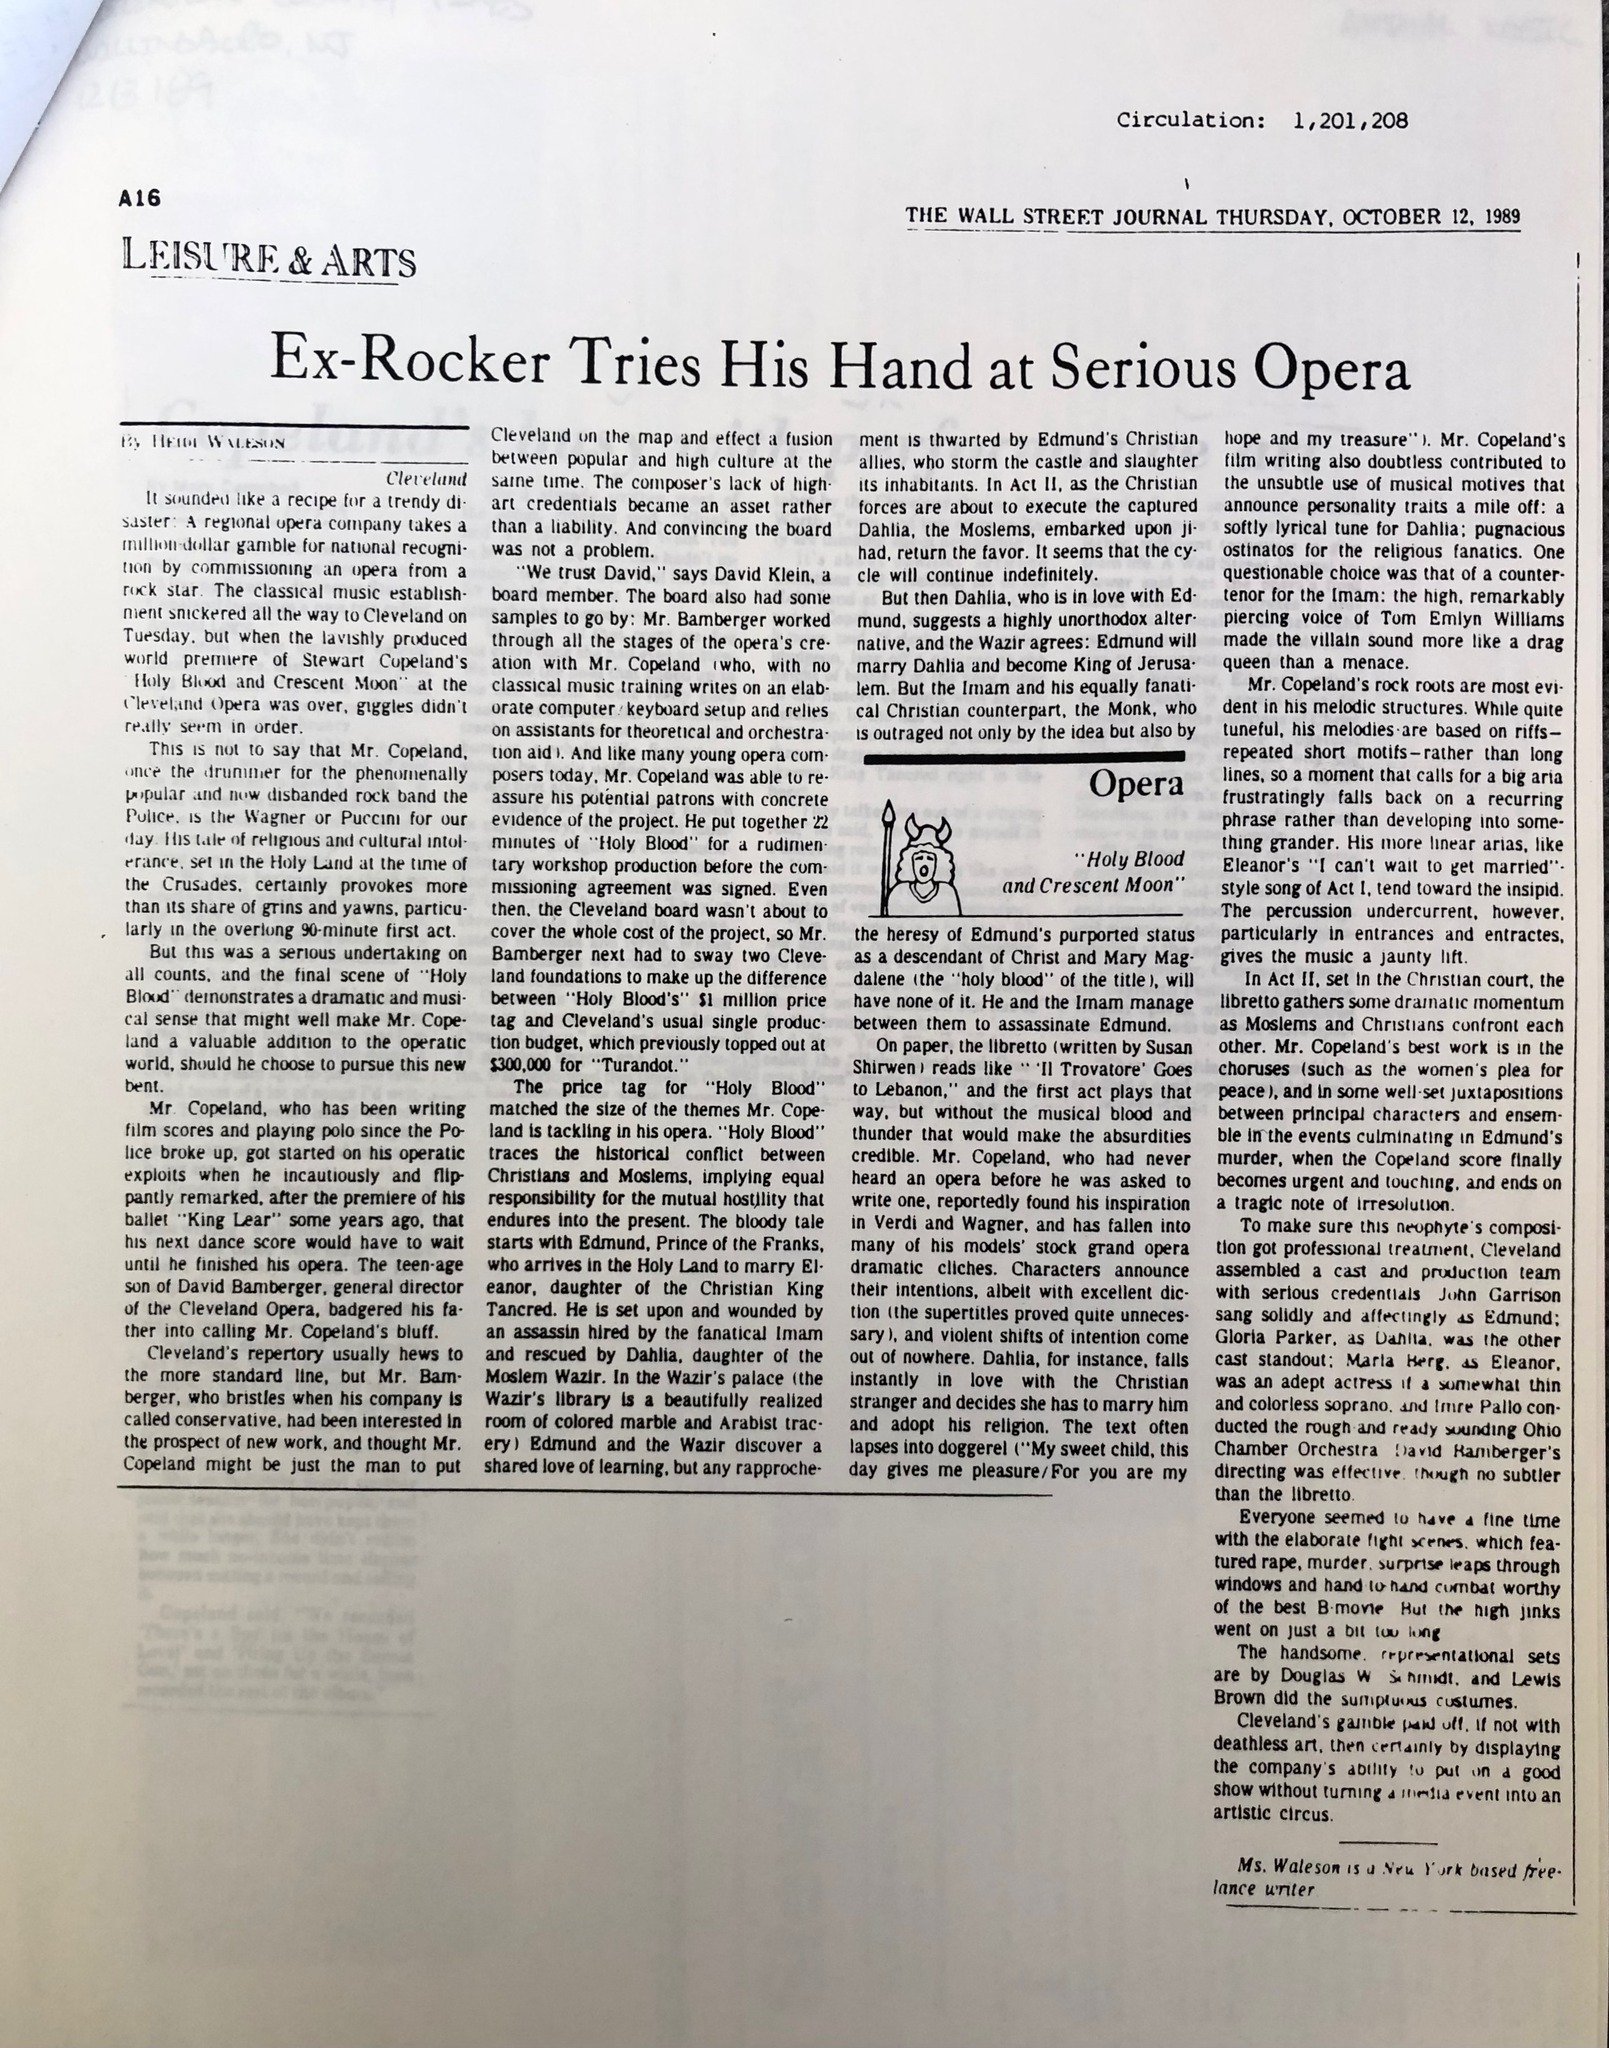 Circulation: 1,201,208
A16
THE WALL STREET JOURNAL THURSDAY, OCTOBER 12, 1989
LEISURE & ARTS
Ex-Rocker Tries His Hand at Serious Opera
By HEIDI WALESON
Cleveland
It sounded like a recipe for a trendy di-
saster: A regional opera company takes a
million-dollar gamble for national recogni-
tion by commissioning an opera from a
rock star. The classical music establish-
ment snickered all the way to Cleveland on
Tuesday, but when the lavishly produced
world premiere of Stewart Copeland's
"Holy Blood and Crescent Moon" at the
Cleveland Opera was over, giggles didn't
really seem in order.
This is not to say that Mr. Copeland,
once the drummer for the phenomenally
popular and now disbanded rock band the
Police, is the Wagner or Puccini for our
day. His tale of religious and cultural intol-
erance, set in the Holy Land at the time of
the Crusades, certainly provokes more
than its share of grins and yawns, particu-
larly in the overlong 90-minute first act.
But this was a serious undertaking on
all counts, and the final scene of "Holy
Blood" demonstrates a dramatic and musi-
cal sense that might well make Mr. Cope-
land a valuable addition to the operatic
world, should he choose to pursue this new
bent.
Mr. Copeland, who has been writing
film scores and playing polo since the Po-
lice broke up, got started on his operatic
exploits when he incautiously and flip-
pantly remarked, after the premiere of his
ballet "King Lear" some years ago, that
his next dance score would have to wait
until he finished his opera. The teen-age
son of David Bamberger, general director
of the Cleveland Opera, badgered his fa-
ther into calling Mr. Copeland's bluff.
Cleveland's repertory usually hews to
the more standard line, but Mr. Bam-
berger, who bristles when his company is
called conservative, had been interested in
the prospect of new work, and thought Mr.
Copeland might be just the man to put
Cleveland on the map and effect a fusion
between popular and high culture at the
same time. The composer's lack of high-
art credentials became an asset rather
than a liability. And convincing the board
was not a problem.
"We trust David," says David Klein, a
board member. The board also had some
samples to go by: Mr. Bamberger worked
through all the stages of the opera's cre-
ation with Mr. Copeland (who, with no
classical music training writes on an elab-
orate computer/keyboard setup and relies
on assistants for theoretical and orchestra-
tion aid). And like many young opera com-
posers today, Mr. Copeland was able to re-
assure his potential patrons with concrete
evidence of the project. He put together 22
minutes of "Holy Blood" for a rudimen-
tary workshop production before the com-
missioning agreement was signed. Even
then, the Cleveland board wasn't about to
cover the whole cost of the project, so Mr.
Bamberger next had to sway two Cleve-
land foundations to make up the difference
between "Holy Blood's" $1 million price
tag and Cleveland's usual single produc-
tion budget, which previously topped out at
$300,000 for "Turandot."
The price tag for "Holy Blood"
matched the size of the themes Mr. Cope-
land is tackling in his opera. "Holy Blood"
traces the historical conflict between
Christians and Moslems, implying equal
responsibility for the mutual hostility that
endures into the present. The bloody tale
starts with Edmund, Prince of the Franks,
who arrives in the Holy Land to marry El-
eanor, daughter of the Christian King
Tancred. He is set upon and wounded by
an assassin hired by the fanatical Imam
and rescued by Dahlia, daughter of the
Moslem Wazir. In the Wazir's palace (the
Wazir's library is a beautifully realized
room of colored marble and Arabist trac-
ery) Edmund and the Wazir discover a
shared love of learning, but any rapproche-
ment is thwarted by Edmund's Christian
allies, who storm the castle and slaughter
its inhabitants. In Act II, as the Christian
forces are about to execute the captured
Dahlia, the Moslems, embarked upon ji-
had, return the favor. It seems that the cy-
cle will continue indefinitely.
But then Dahlia, who is in love with Ed-
mund, suggests a highly unorthodox alter-
native, and the Wazir agrees: Edmund will
marry Dahlia and become King of Jerusa-
lem. But the Imam and his equally fanati-
cal Christian counterpart, the Monk, who
is outraged not only by the idea but also by
Opera
"Holy Blood
and Crescent Moon"
the heresy of Edmund's purported status
as a descendant of Christ and Mary Mag-
dalene (the "holy blood" of the title), will
have none of it. He and the Imam manage
between them to assassinate Edmund.
On paper, the libretto (written by Susan
Shirwen) reads like " 'Il Trovatore' Goes
to Lebanon," and the first act plays that
way, but without the musical blood and
thunder that would make the absurdities
credible. Mr. Copeland, who had never
heard an opera before he was asked to
write one, reportedly found his inspiration
in Verdi and Wagner, and has fallen into
many of his models' stock grand opera
dramatic cliches. Characters announce
their intentions, albeit with excellent dic-
tion (the supertitles proved quite unneces-
sary), and violent shifts of intention come
out of nowhere. Dahlia, for instance, falls
instantly in love with the Christian
stranger and decides she has to marry him
and adopt his religion. The text often
lapses into doggerel ("My sweet child, this
day gives me pleasure/For you are my
hope and my treasure"). Mr. Copeland's
film writing also doubtless contributed to
the unsubtle use of musical motives that
announce personality traits a mile off: a
softly lyrical tune for Dahlia; pugnacious
ostinatos for the religious fanatics. One
questionable choice was that of a counter-
tenor for the Imam: the high, remarkably
piercing voice of Tom Emlyn Williams
made the villain sound more like a drag
queen than a menace.
Mr. Copeland's rock roots are most evi-
dent in his melodic structures. While quite
tuneful, his melodies are based on riffs—
repeated short motifs—rather than long
lines, so a moment that calls for a big aria
frustratingly falls back on a recurring
phrase rather than developing into some-
thing grander. His more linear arias, like
Eleanor's "I can't wait to get married"-
style song of Act I, tend toward the insipid.
The percussion undercurrent, however,
particularly in entrances and entractes,
gives the music a jaunty lift.
In Act II, set in the Christian court, the
libretto gathers some dramatic momentum
as Moslems and Christians confront each
other. Mr. Copeland's best work is in the
choruses (such as the women's plea for
peace), and in some well-set juxtapositions
between principal characters and ensem-
ble in the events culminating in Edmund's
murder, when the Copeland score finally
becomes urgent and touching, and ends on
a tragic note of irresolution.
To make sure this neophyte's composi-
tion got professional treatment, Cleveland
assembled a cast and production team
with serious credentials John Garrison
sang solidly and affectingly as Edmund;
Gloria Parker, as Dahlia, was the other
cast standout; Marla Berg, as Eleanor,
was an adept actress if a somewhat thin
and colorless soprano, and Imre Pallo con-
ducted the rough-and ready sounding Ohio
Chamber Orchestra David Bamberger's
directing was effective, though no subtler
than the libretto.
Everyone seemed to have a fine time
with the elaborate fight scenes, which fea-
tured rape, murder, surprise leaps through
windows and hand to hand combat worthy
of the best B-movie But the high jinks
went on just a bit too long
The handsome, representational sets
are by Douglas W Schmidt, and Lewis
Brown did the sumptuous costumes.
Cleveland's gamble paid off, if not with
deathless art, then certainly by displaying
the company's ability to put on a good
show without turning a media event into an
artistic circus.
Ms. Waleson is a New York based free-
lance writer